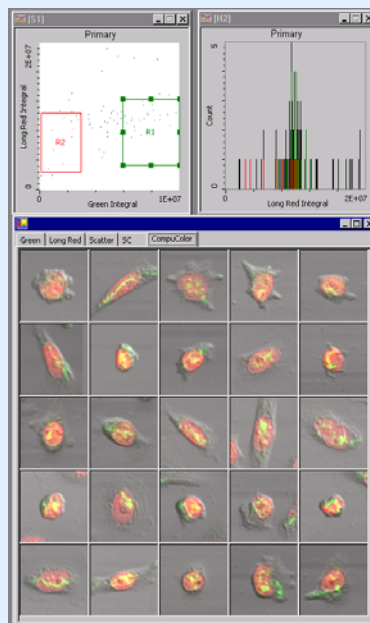 [S1]
Primary
Long Red Integral
2E+07
0
R2
R1
0
1E+07
Green Integral
[H2]
Primary
Count
5
0
0
2E+07
Long Red Integral
Green Long Red Scatter SC CompuColor